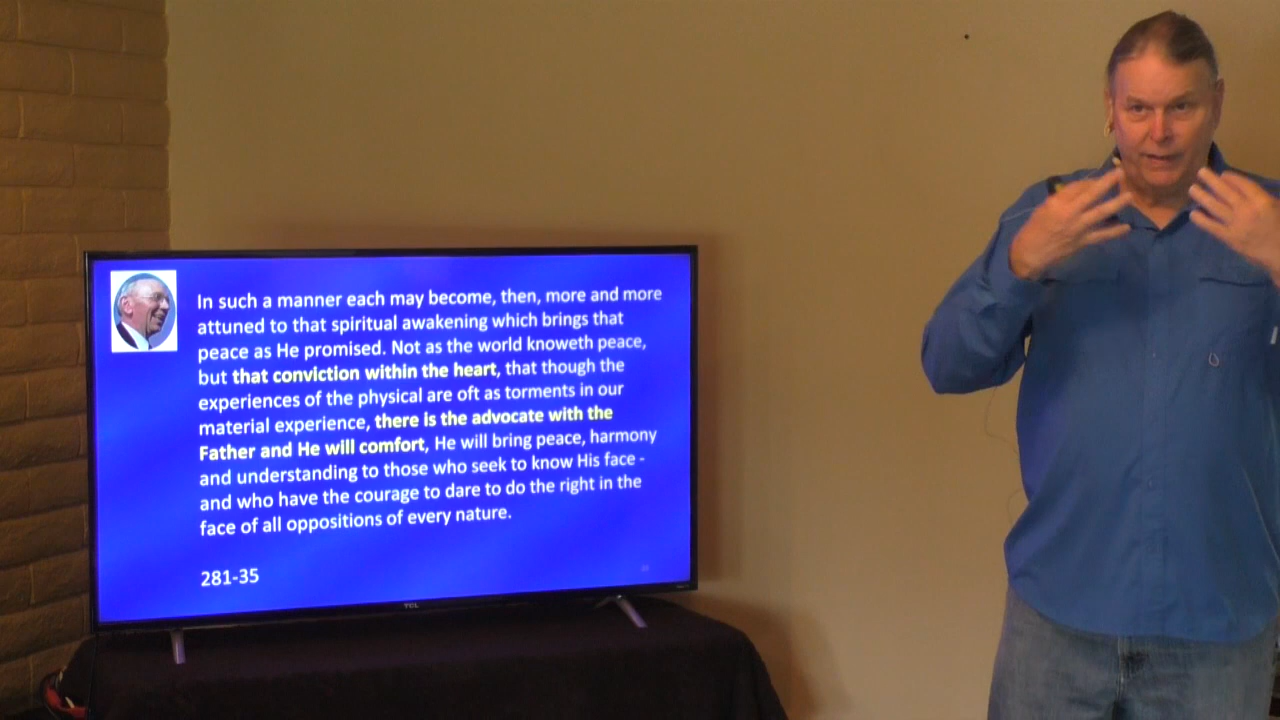 In such a manner each may become, then, more and more
attuned to that spiritual awakening which brings that
peace as He promised. Not as the world knoweth peace,
but that conviction within the heart, that though the
experiences of the physical are oft as torments in our
material experience, there is the advocate with the
Father and He will comfort, He will bring peace, harmony
and understanding to those who seek to know His face -
and who have the courage to dare to do the right in the
face of all oppositions of every nature.
281-35
TCL